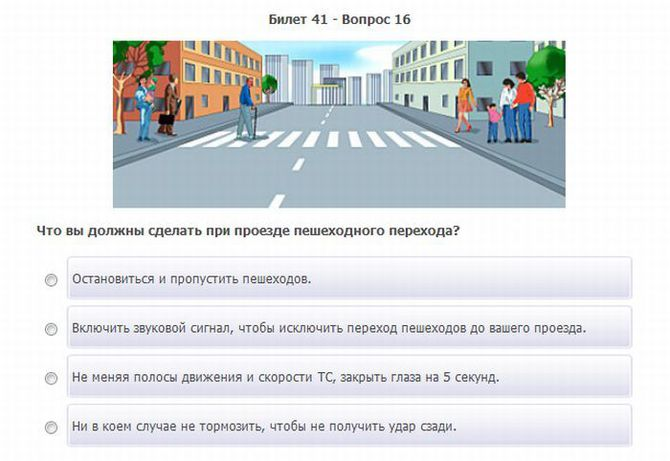 Билет 41 - Вопрос 16
Что вы должны сделать при проезде пешеходного перехода?
Остановиться и пропустить пешеходов.
Включить звуковой сигнал, чтобы исключить переход пешеходов до вашего проезда.
Не меняя полосы движения и скорости ТС, закрыть глаза на 5 секунд.
Ни в коем случае не тормозить, чтобы не получить удар сзади.